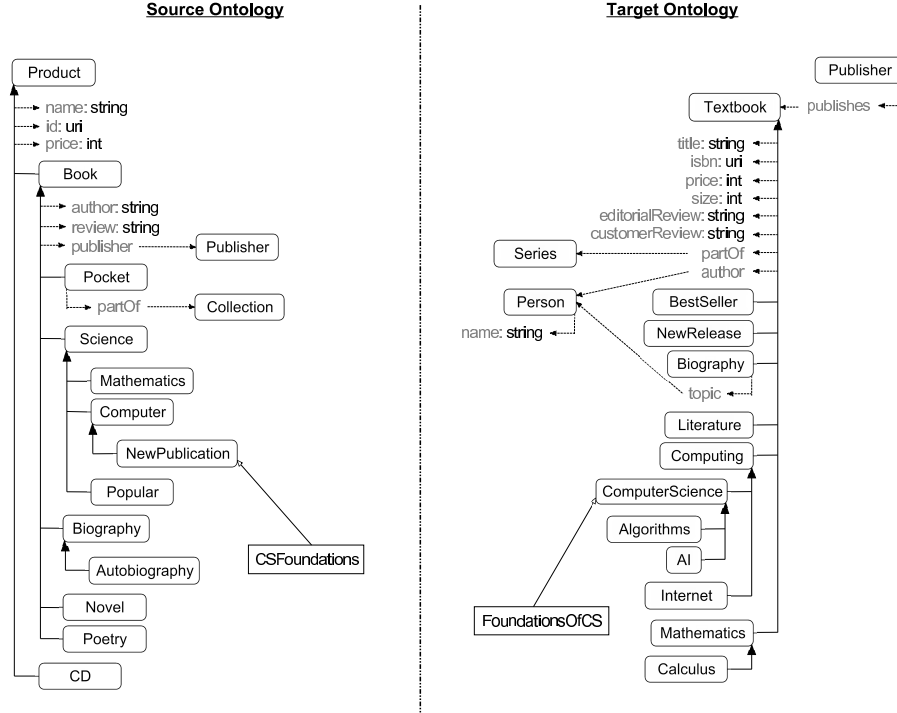 Source Ontology
Product
name: string
id: uri
price: int
Book
author: string
review: string
publisher
Publisher
Pocket
partOf
Collection
Science
Mathematics
Computer
NewPublication
Popular
Biography
CSFoundations
Autobiography
Novel
Poetry
CD
Target Ontology
Publisher
Textbook
publishes
title: string
isbn: uri
price: int
size: int
editorialReview: string
customerReview: string
Series
partOf
author
Person
BestSeller
name: string
NewRelease
Biography
topic
Literature
Computing
ComputerScience
Algorithms
AI
Internet
FoundationsOfCS
Mathematics
Calculus